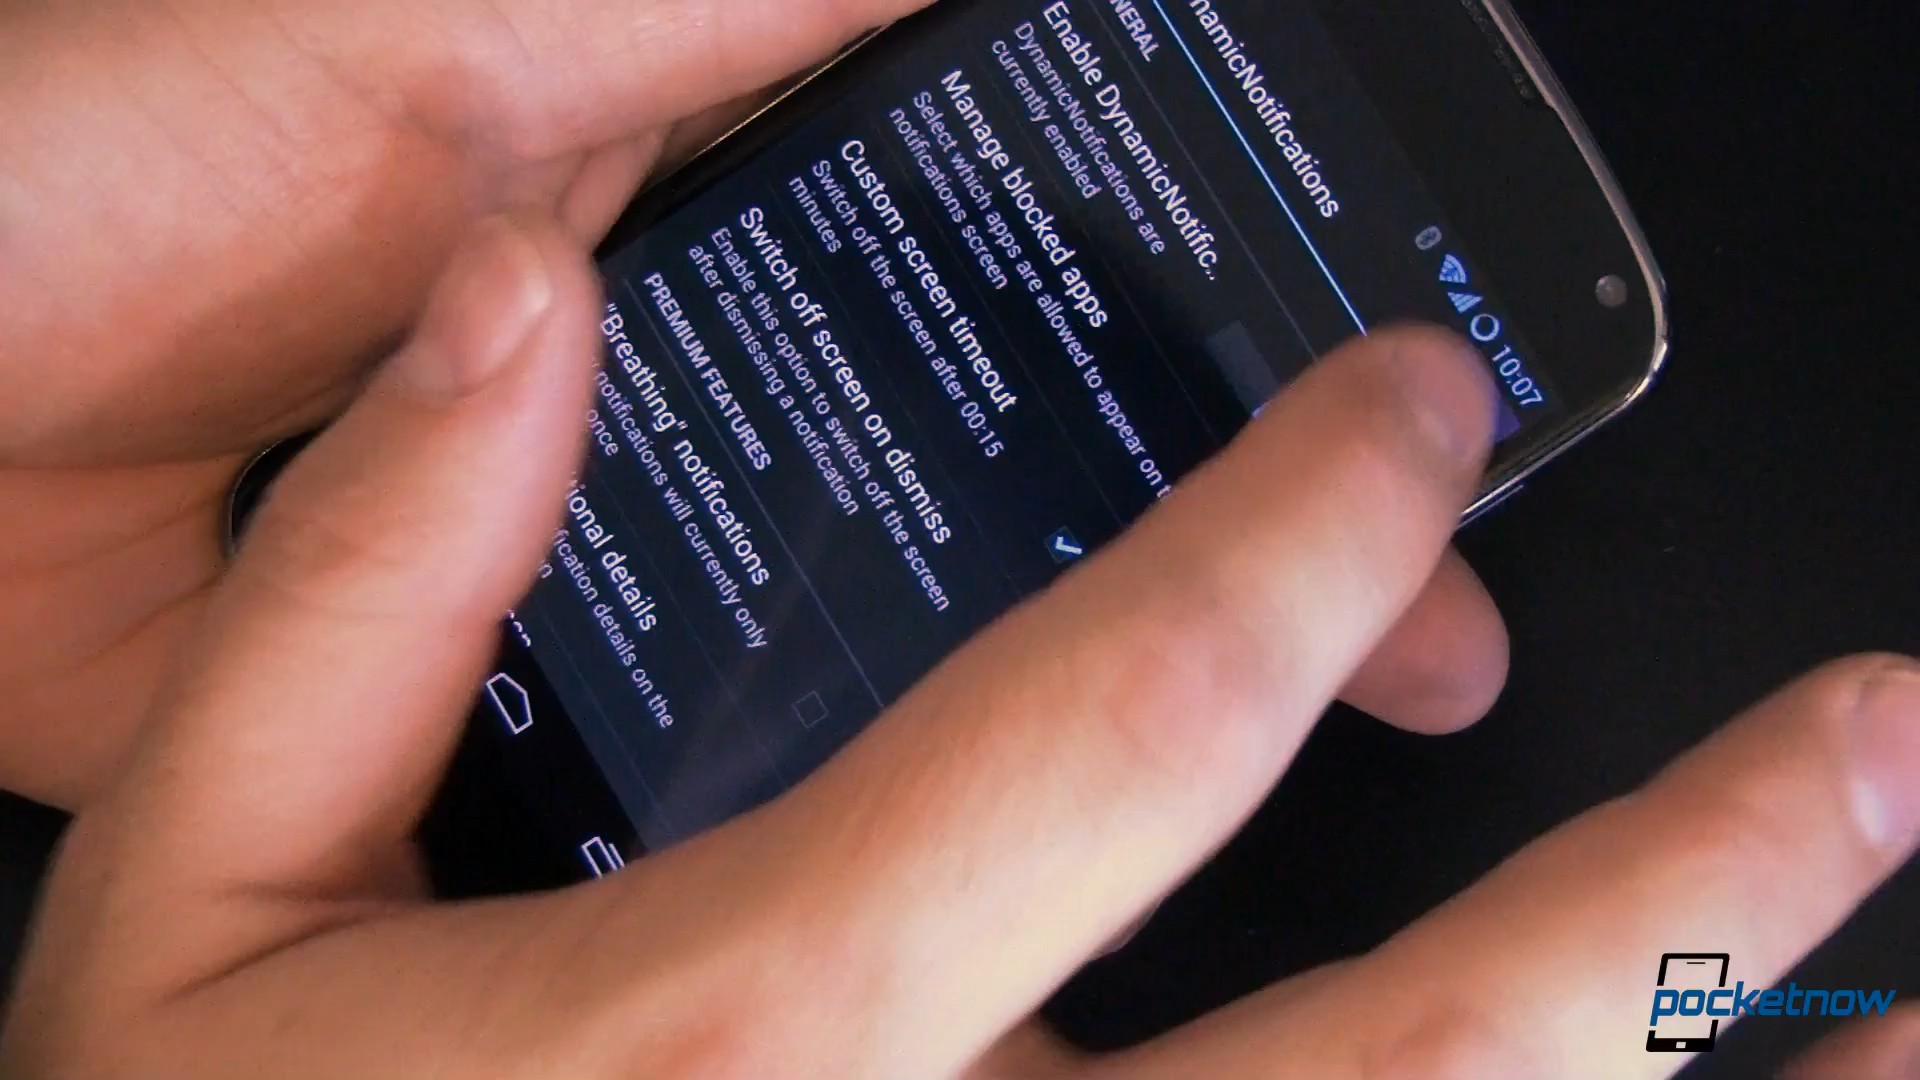 10:07
namicNotifications
NERAL
Enable DynamicNotific..
DynamicNotifications are
currently enabled
Manage blocked apps
Select which apps are allowed to appear on
notifications screen
Custom screen timeout
Switch off the screen after 00:15
minutes
Switch off screen on dismiss
Enable this option to switch off the screen
after dismissing a notification
PREMIUM FEATURES
"Breathing" notifications
notifications will currently only
once
tional details
fication details on the
pocketnow